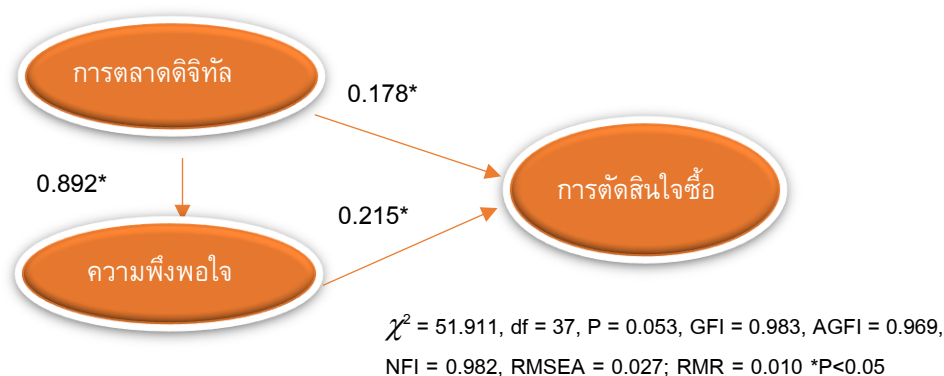 การตลาดดิจิทัล
0.178*
0.892*
การตัดสินใจซื้อ
0.215*
ความพึงพอใจ
χ² = 51.911, df = 37, P = 0.053, GFI = 0.983, AGFI = 0.969,
NFI = 0.982, RMSEA = 0.027; RMR = 0.010 *P<0.05